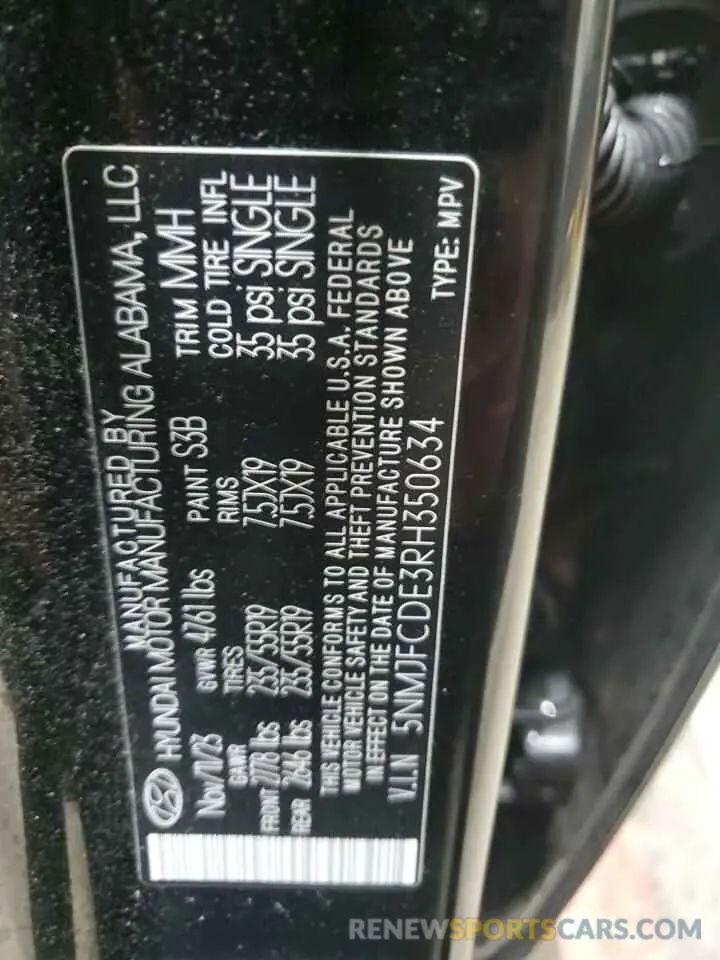 MANUFACTURED BY
HYUNDAI MOTOR MANUFACTURING ALABAMA, LLC
Nov/11/23 GVWR 4761 lbs PAINT S3B TRIM MMH
GAWR TIRES RIMS COLD TIRE INFL
FRONT 2778 lbs 235/55R19 7.5JX19 35 psi SINGLE
REAR 2646 lbs 235/55R19 7.5JX19 35 psi SINGLE
THIS VEHICLE CONFORMS TO ALL APPLICABLE U.S.A. FEDERAL
MOTOR VEHICLE SAFETY AND THEFT PREVENTION STANDARDS
IN EFFECT ON THE DATE OF MANUFACTURE SHOWN ABOVE
V.I.N 5NMJFCDE3RH350634
TYPE: MPV
RENEWSPORTSCARS.COM